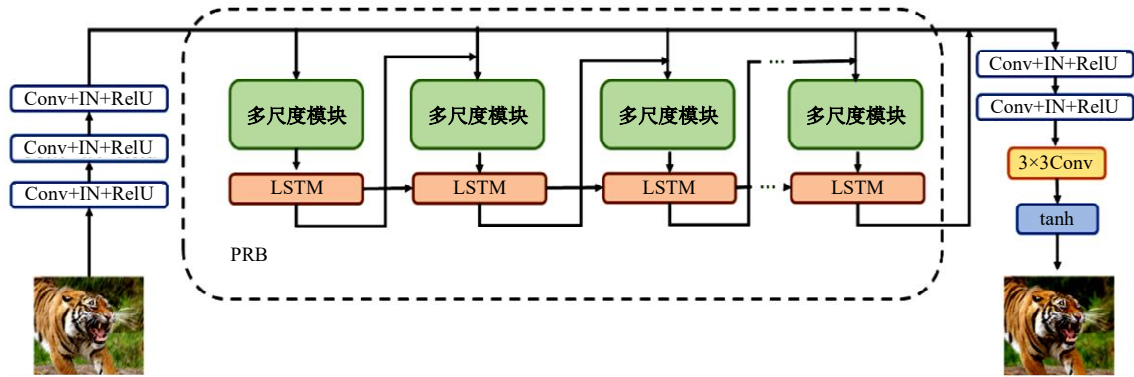 Conv+IN+RelU
Conv+IN+RelU
Conv+IN+RelU
多尺度模块
多尺度模块
多尺度模块
多尺度模块
...
LSTM
LSTM
LSTM
...
LSTM
PRB
Conv+IN+RelU
Conv+IN+RelU
3×3Conv
tanh